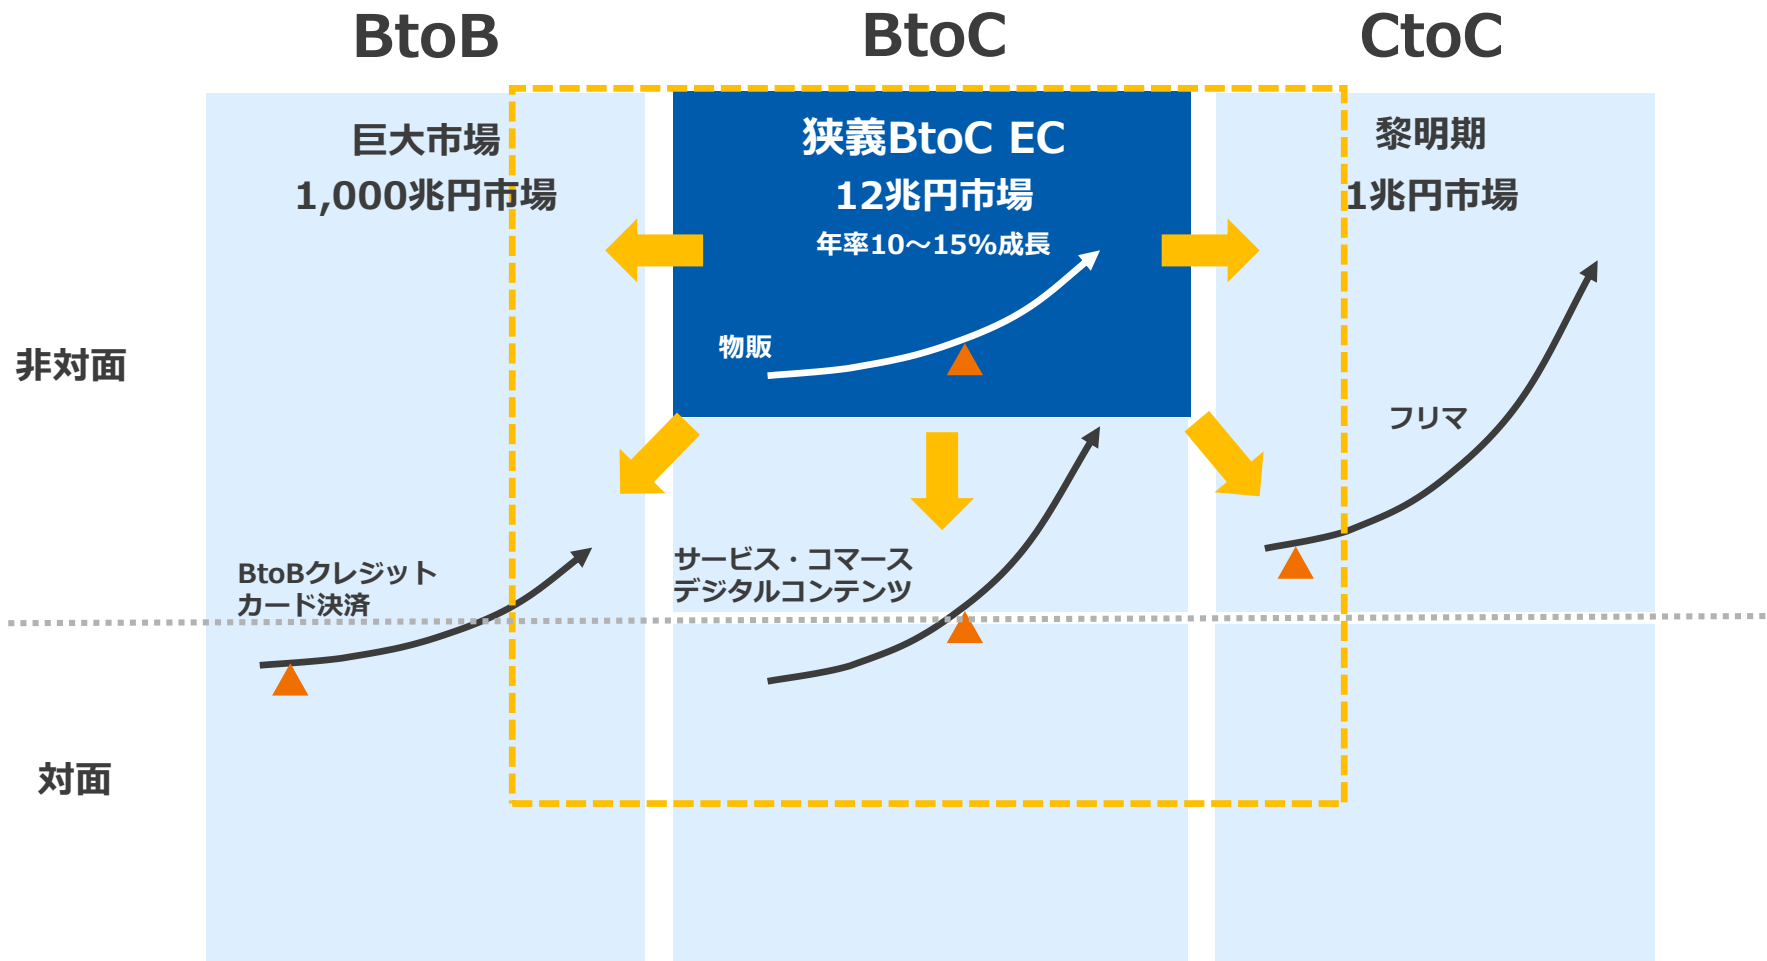 BtoB
BtoC
CtoC
巨大市場
1,000兆円市場
狭義BtoC EC
12兆円市場
年率10～15%成長
物販
黎明期
1兆円市場
非対面
フリマ
BtoBクレジット
カード決済
サービス・コマース
デジタルコンテンツ
対面